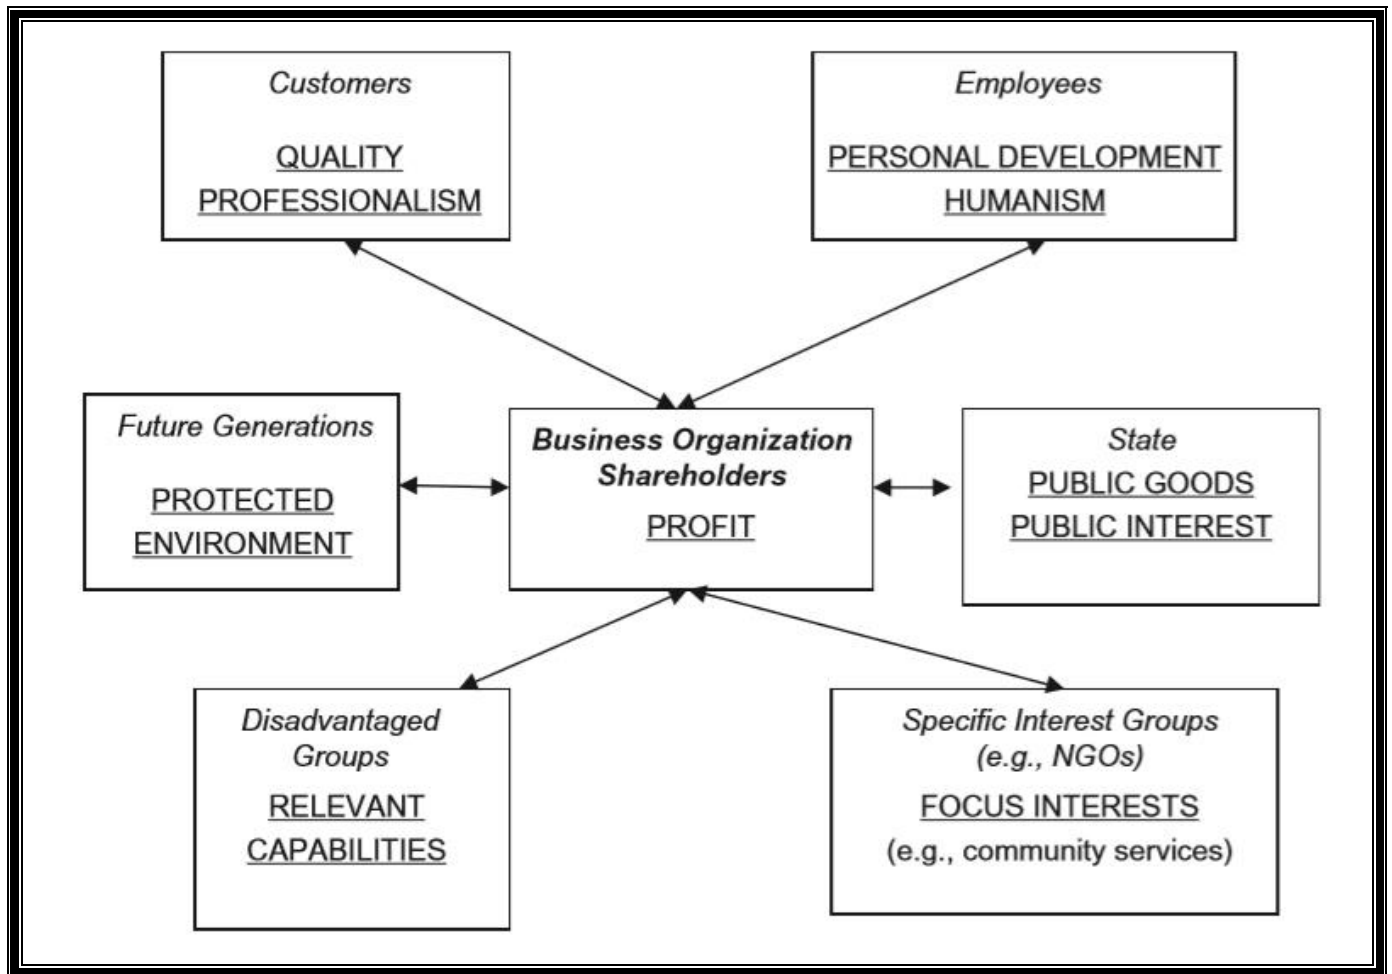 Customers
QUALITY
PROFESSIONALISM
Employees
PERSONAL DEVELOPMENT
HUMANISM
Future Generations
PROTECTED
ENVIRONMENT
Business Organization
Shareholders
PROFIT
State
PUBLIC GOODS
PUBLIC INTEREST
Disadvantaged
Groups
RELEVANT
CAPABILITIES
Specific Interest Groups
(e.g., NGOs)
FOCUS INTERESTS
(e.g., community services)